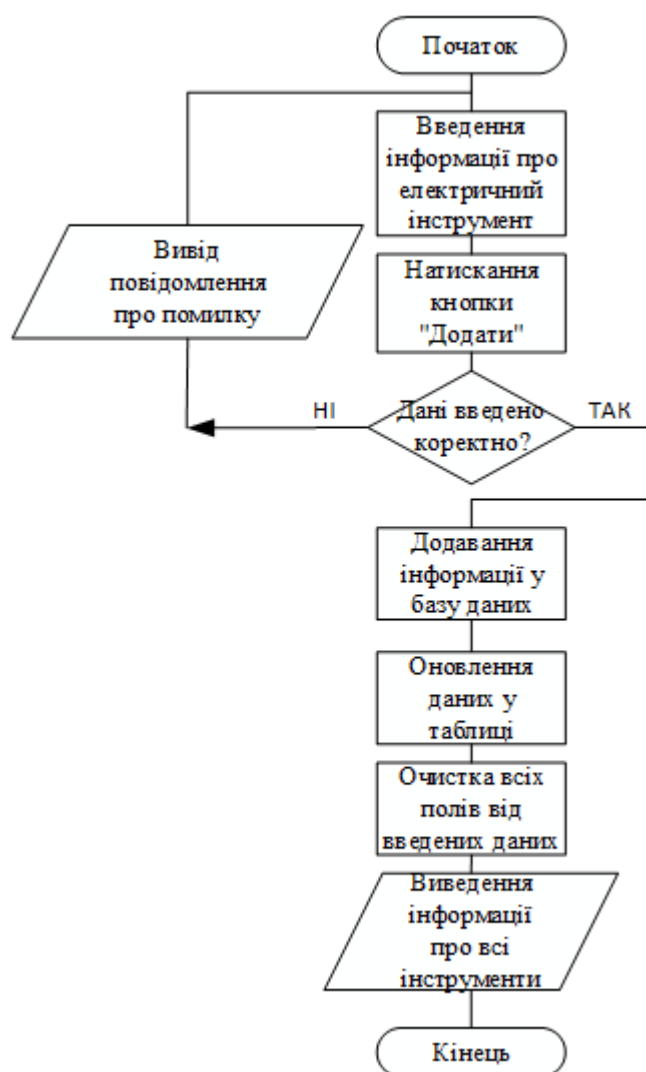 Початок
Введення
інформації про
електричний
інструмент
Вивід
повідомлення
про помилку
Натискання
кнопки
"Додати"
НІ
Дані введено
коректно?
ТАК
Додавання
інформації у
базу даних
Оновлення
даних у
таблиці
Очистка всіх
полів від
введених даних
Виведення
інформації
про всі
інструменти
Кінець